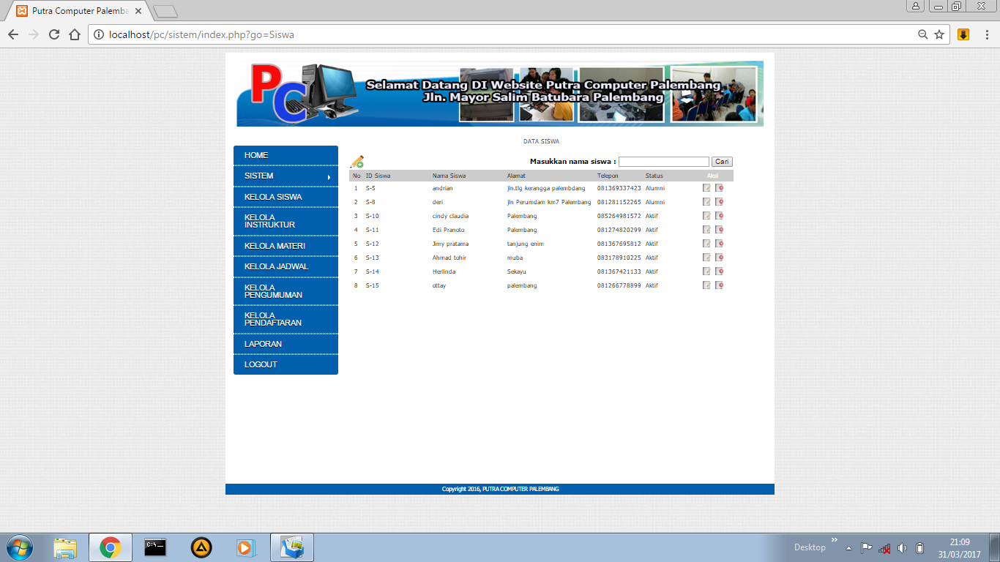 Putra Computer Palemba
localhost/pc/sistem/index.php?go=Siswa
PC
Selamat Datang DI Website Putra Computer Palembang
Jln. Mayor Salim Batubara Palembang
HOME
SISTEM
KELOLA SISWA
KELOLA
INSTRUKTUR
KELOLA MATERI
KELOLA JADWAL
KELOLA
PENGUMUMAN
KELOLA
PENDAFTARAN
LAPORAN
LOGOUT
DATA SISWA
Masukkan nama siswa : Cari
No ID Siswa Nama Siswa Alamat Telepon Status Aksi
1 S-5 andrian jln.tlg kerangga palembdang 081369337423 Alumni
2 S-8 deri jln Perumdam km7 Palembang 081281152265 Alumni
3 S-10 cindy claudia Palembang 085264981572 Aktif
4 S-11 Edi Pranoto Palembang 081274820299 Aktif
5 S-12 Jimy pratama tanjung enim 081367695812 Aktif
6 S-13 Ahmad tohir muba 083178910225 Aktif
7 S-14 Herlinda Sekayu 081367421133 Aktif
8 S-15 ottay palembang 081266778899 Aktif
Copyright 2016, PUTRA COMPUTER PALEMBANG
C:\_
Desktop
21:09
31/03/2017